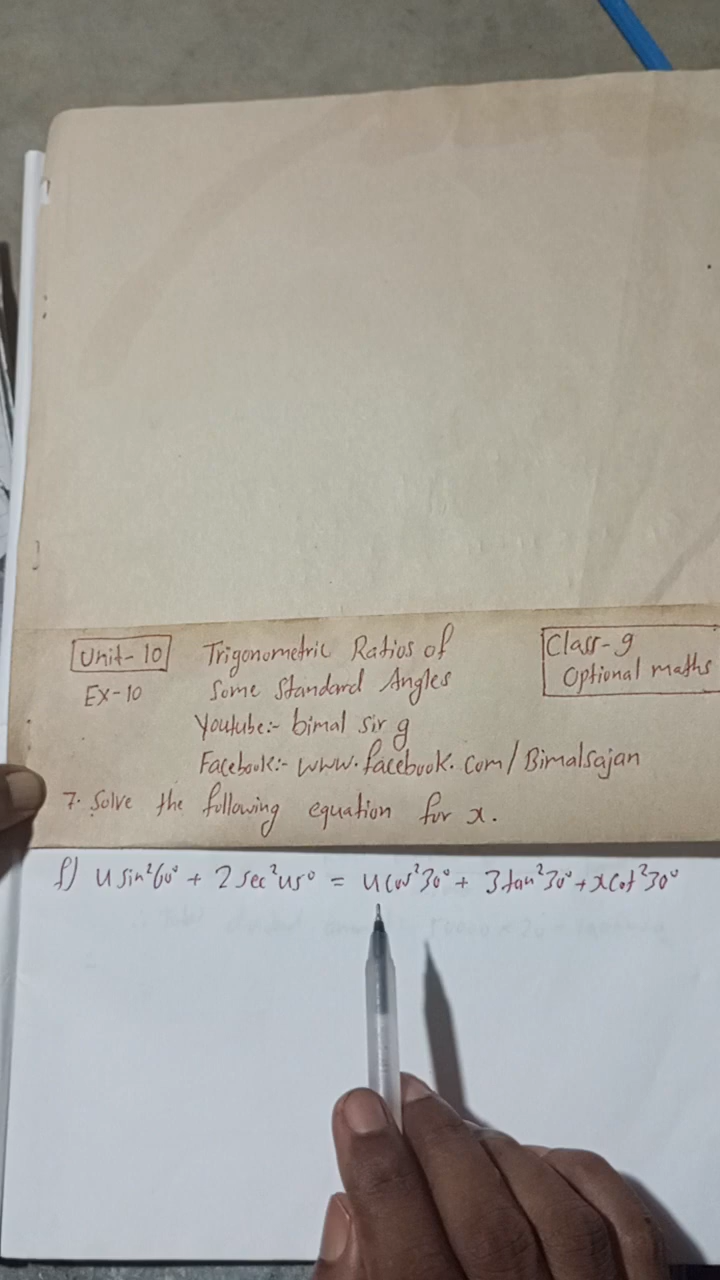 Unit-10 Trigonometric Ratios of
Ex-10 Some Standard Angles
Class-9
Optional maths
Youtube:- bimal sir g
Facebook:- www.facebook.com/Bimalsajan
7. Solve the following equation for x.
f) 4 sin²60° + 2 sec²45° = 4 cos²30° + 3 tan²30° + x cot²30°